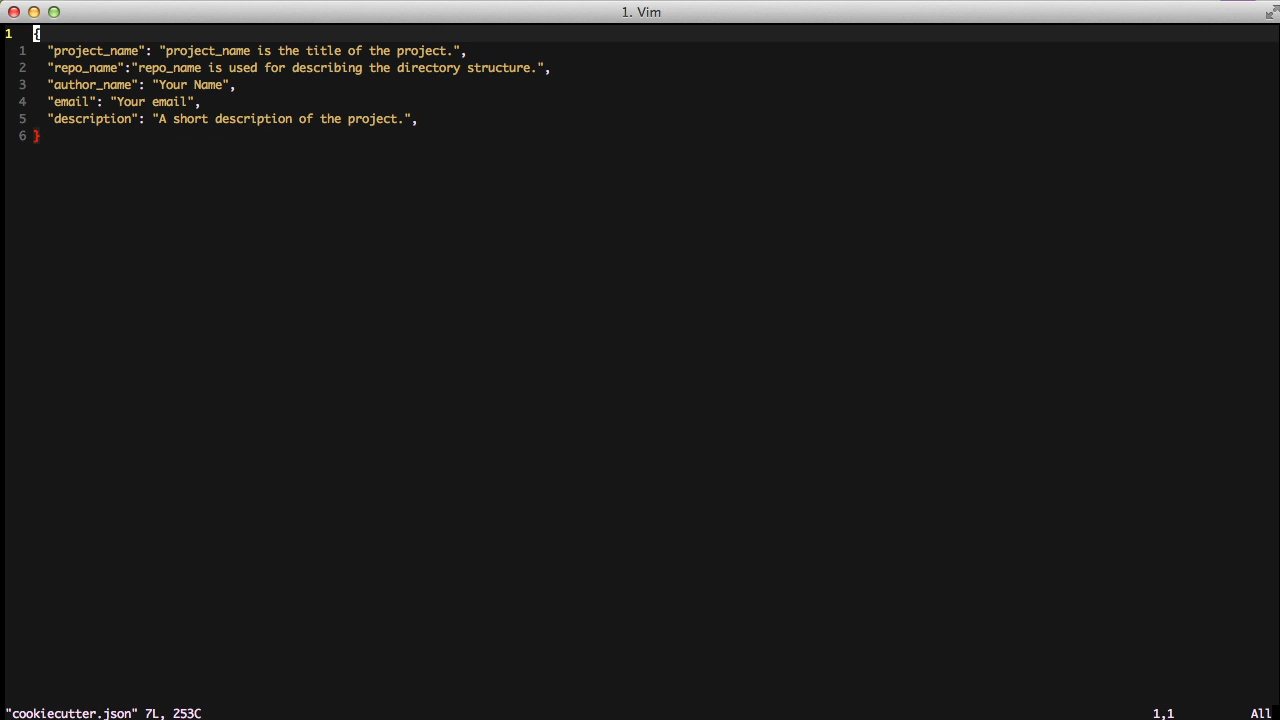 1. Vim
1 {
1 "project_name": "project_name is the title of the project.",
2 "repo_name":"repo_name is used for describing the directory structure.",
3 "author_name": "Your Name",
4 "email": "Your email",
5 "description": "A short description of the project.",
6 }
"cookiecutter.json" 7L, 253C 1,1 All